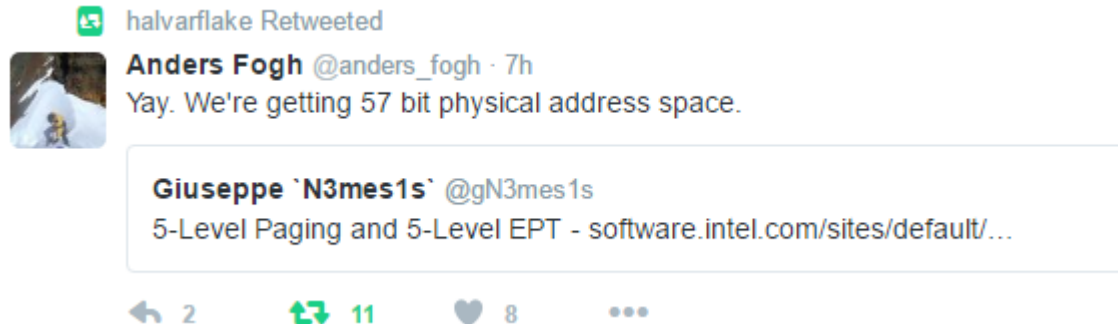 halvarflake Retweeted
Anders Fogh @anders_fogh · 7h
Yay. We're getting 57 bit physical address space.
Giuseppe `N3mes1s` @gN3mes1s
5-Level Paging and 5-Level EPT - software.intel.com/sites/default/…
2 11 8